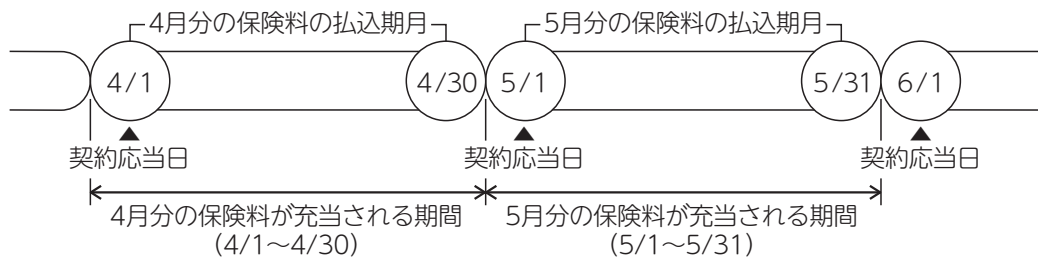 4月分の保険料の払込期月 5月分の保険料の払込期月
4/1 4/30 5/1 5/31 6/1
▲ ▲ ▲
契約応当日 契約応当日 契約応当日
4月分の保険料が充当される期間 5月分の保険料が充当される期間
（4/1～4/30） （5/1～5/31）